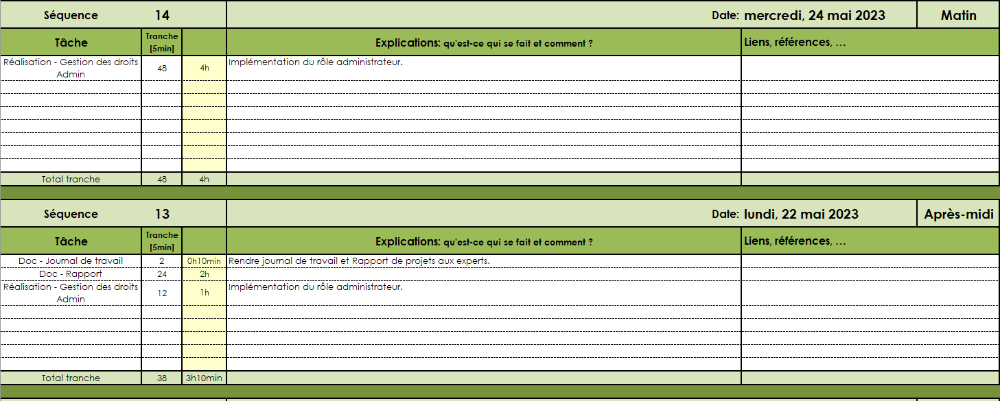 Séquence 14 Date: mercredi, 24 mai 2023 Matin
Tâche Tranche [5min] Explications: qu'est-ce qui se fait et comment ? Liens, références, …
Réalisation - Gestion des droits Admin 48 4h Implémentation du rôle administrateur.
Total tranche 48 4h
Séquence 13 Date: lundi, 22 mai 2023 Après-midi
Tâche Tranche [5min] Explications: qu'est-ce qui se fait et comment ? Liens, références, …
Doc - Journal de travail 2 0h10min Rendre journal de travail et Rapport de projets aux experts.
Doc - Rapport 24 2h
Réalisation - Gestion des droits Admin 12 1h Implémentation du rôle administrateur.
Total tranche 38 3h10min